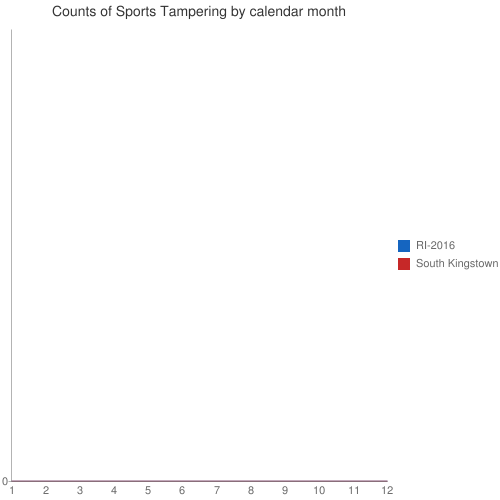 Counts of Sports Tampering by calendar month
RI-2016
South Kingstown
0
1 2 3 4 5 6 7 8 9 10 11 12